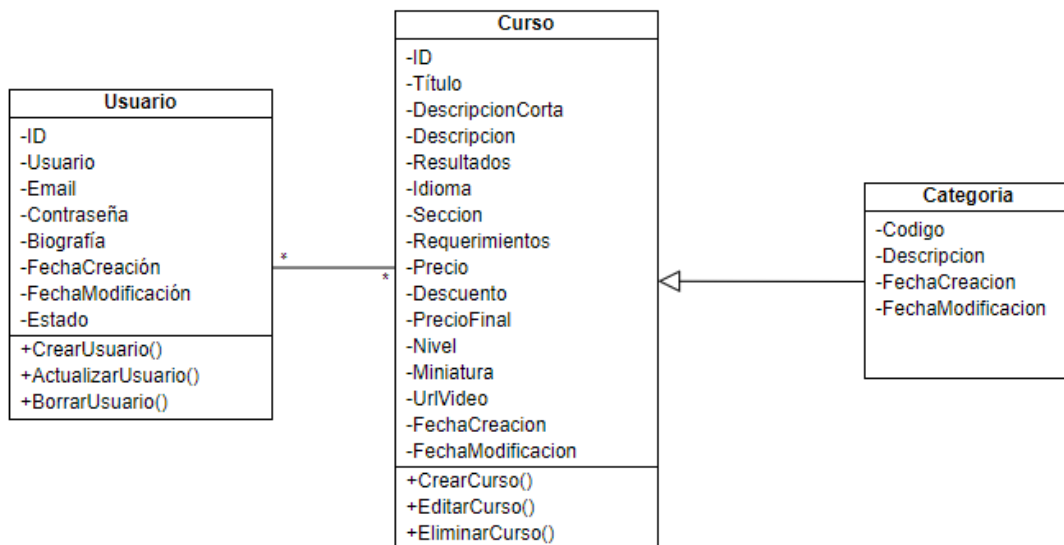 Usuario
-ID
-Usuario
-Email
-Contraseña
-Biografía
-FechaCreación
-FechaModificación
-Estado
+CrearUsuario()
+ActualizarUsuario()
+BorrarUsuario()
*
*
Curso
-ID
-Título
-DescripcionCorta
-Descripcion
-Resultados
-Idioma
-Seccion
-Requerimientos
-Precio
-Descuento
-PrecioFinal
-Nivel
-Miniatura
-UrlVideo
-FechaCreacion
-FechaModificacion
+CrearCurso()
+EditarCurso()
+EliminarCurso()
Categoria
-Codigo
-Descripcion
-FechaCreacion
-FechaModificacion